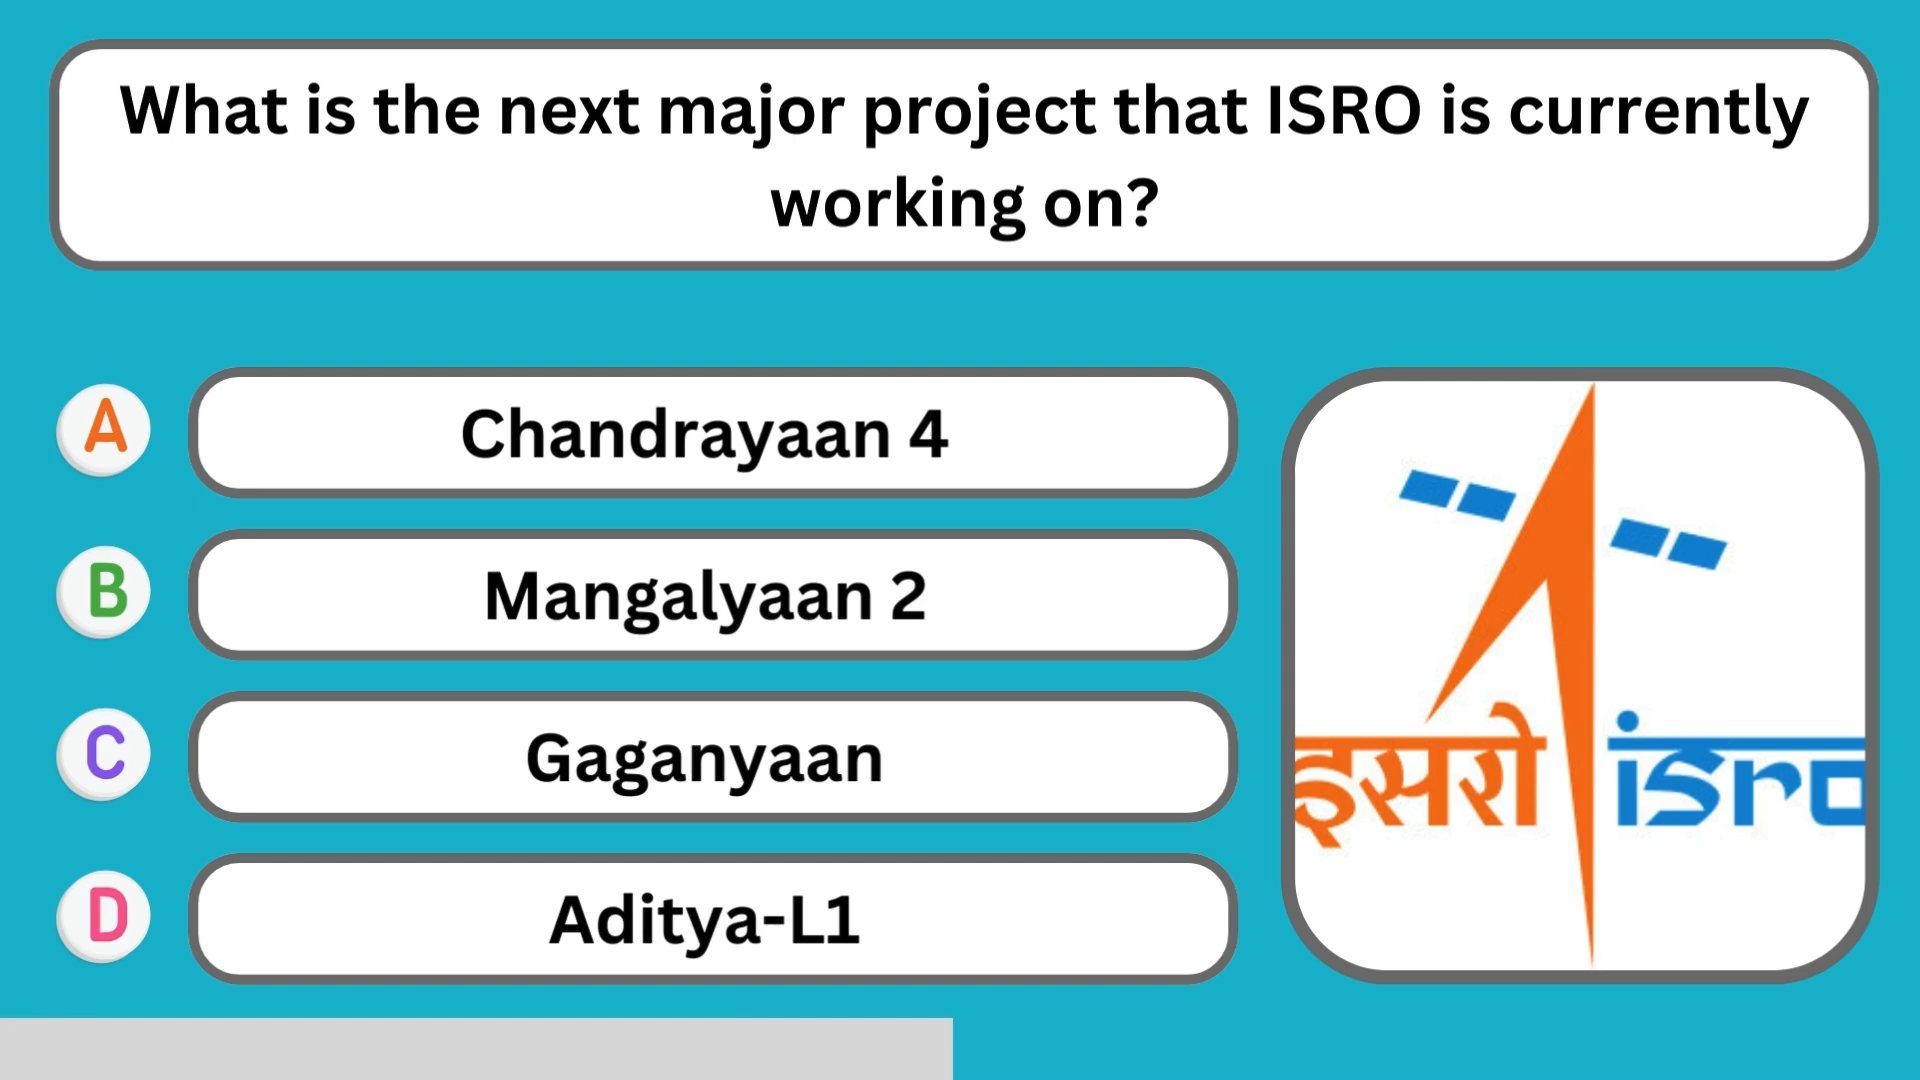 What is the next major project that ISRO is currently
working on?
A
Chandrayaan 4
B
Mangalyaan 2
C
Gaganyaan
D
Aditya-L1
इसरो isro